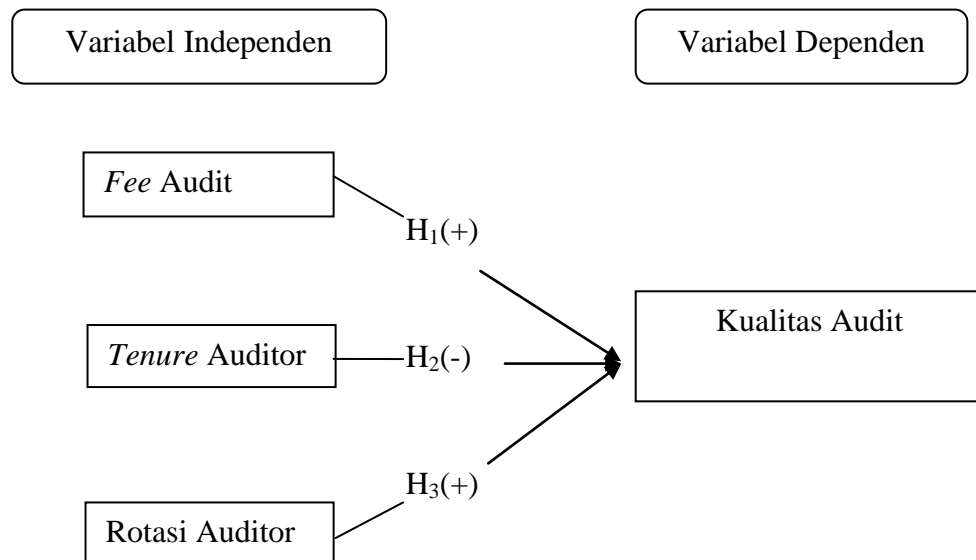 Variabel Independen
Variabel Dependen
Fee Audit
H₁(+)
Kualitas Audit
Tenure Auditor
H₂(-)
H₃(+)
Rotasi Auditor